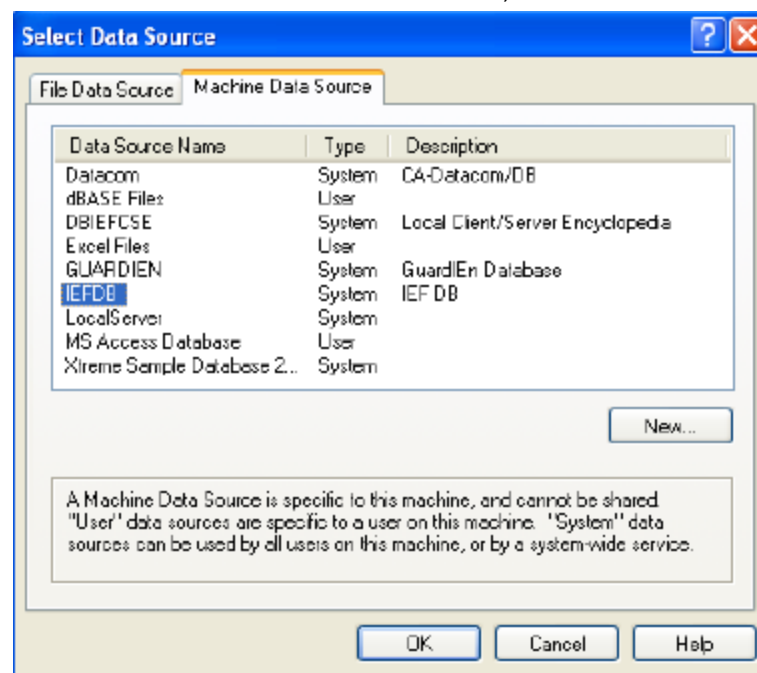 Select Data Source
File Data Source Machine Data Source
Data Source Name Type Description
Datacom System CA-Datacom/DB
dBASE Files User
DBIEFCSE System Local Client/Server Encyclopedia
Excel Files User
GUARDIEN System GuardIEn Database
IEFDB System IEF DB
LocalServer System
MS Access Database User
Xtreme Sample Database 2... System
New...
A Machine Data Source is specific to this machine, and cannot be shared.
"User" data sources are specific to a user on this machine. "System" data
sources can be used by all users on this machine, or by a system-wide service.
OK Cancel Help